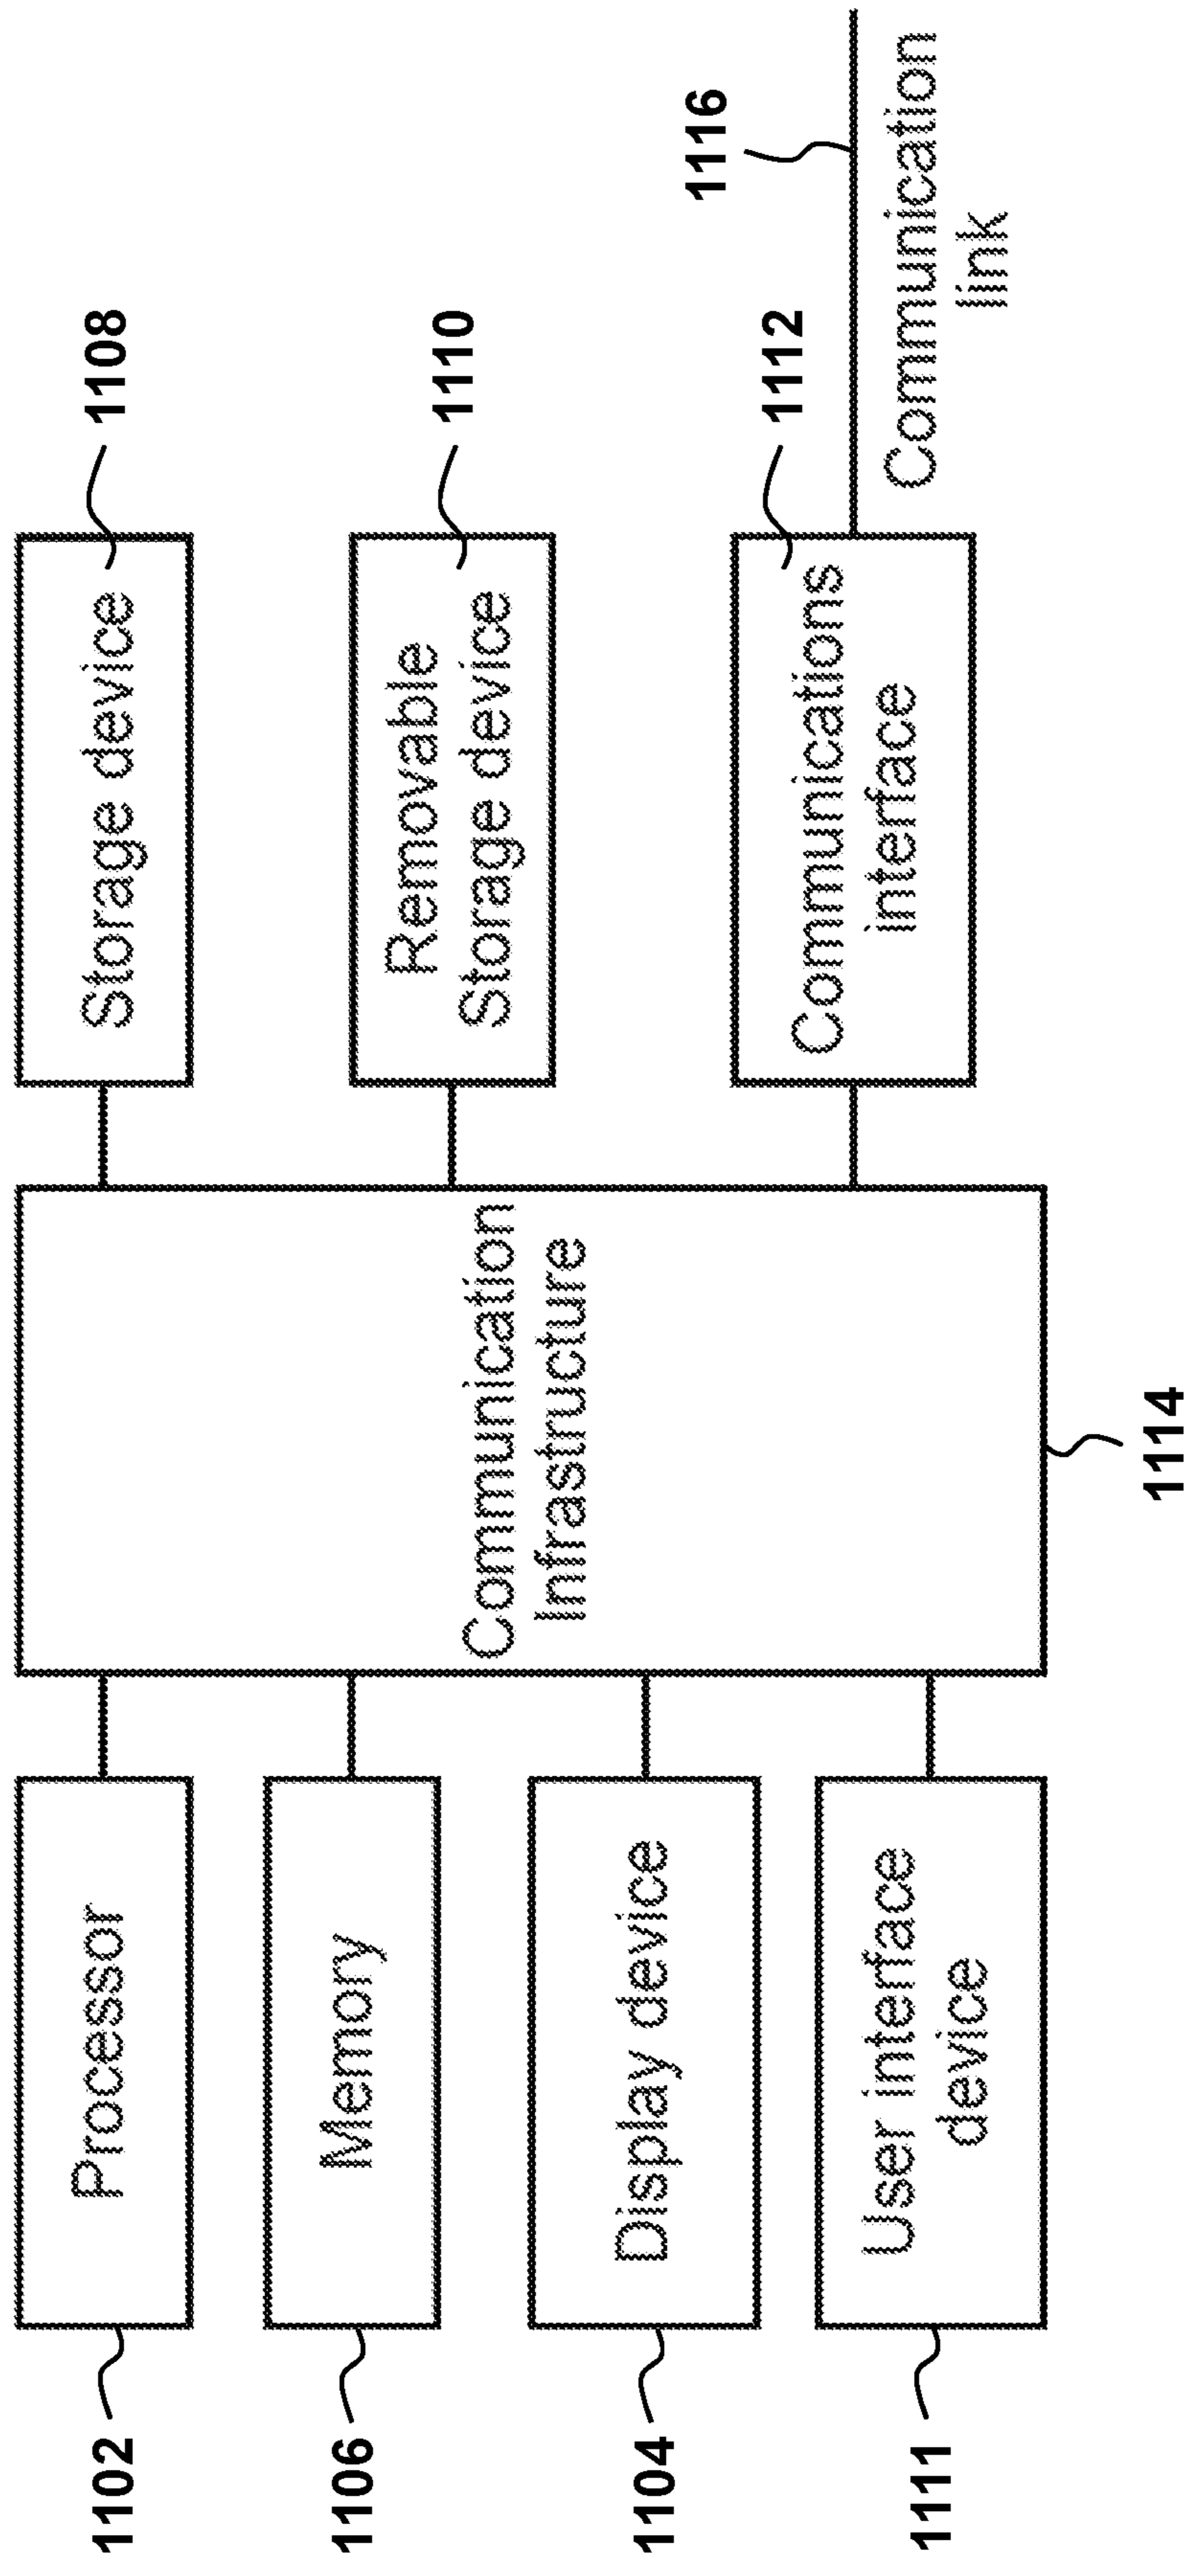 1102
Processor
1106
Memory
1104
Display device
1111
User interface
device
Communication
Infrastructure
1114
Storage device
1108
Removable
Storage device
1110
Communications
interface
1112
1116
Communication
link